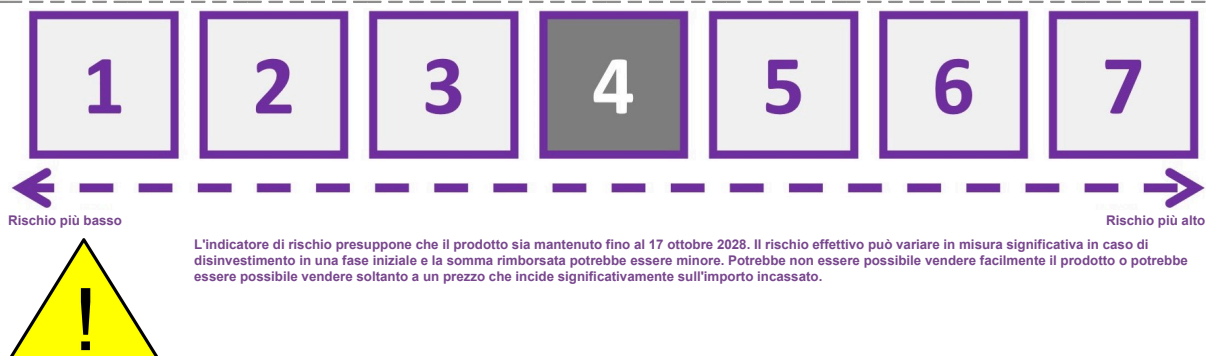 1 2 3 4 5 6 7
Rischio più basso Rischio più alto
L'indicatore di rischio presuppone che il prodotto sia mantenuto fino al 17 ottobre 2028. Il rischio effettivo può variare in misura significativa in caso di
disinvestimento in una fase iniziale e la somma rimborsata potrebbe essere minore. Potrebbe non essere possibile vendere facilmente il prodotto o potrebbe
essere possibile vendere soltanto a un prezzo che incide significativamente sull'importo incassato.
!